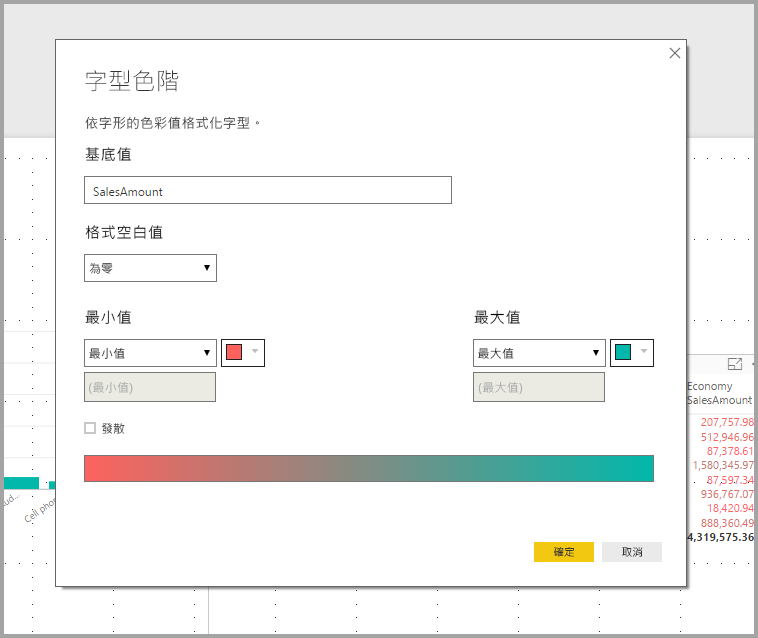 字型色階
依字形的色彩值格式化字型。
基底值
SalesAmount
格式空白值
為零
最小值
最大值
最小值
最大值
(最小值)
(最大值)
發散
確定
取消
Economy
SalesAmount
207,757.98
512,946.96
87,378.61
1,580,345.97
87,597.34
936,767.07
18,420.94
888,360.49
4,319,575.36
ud...
Cell phon